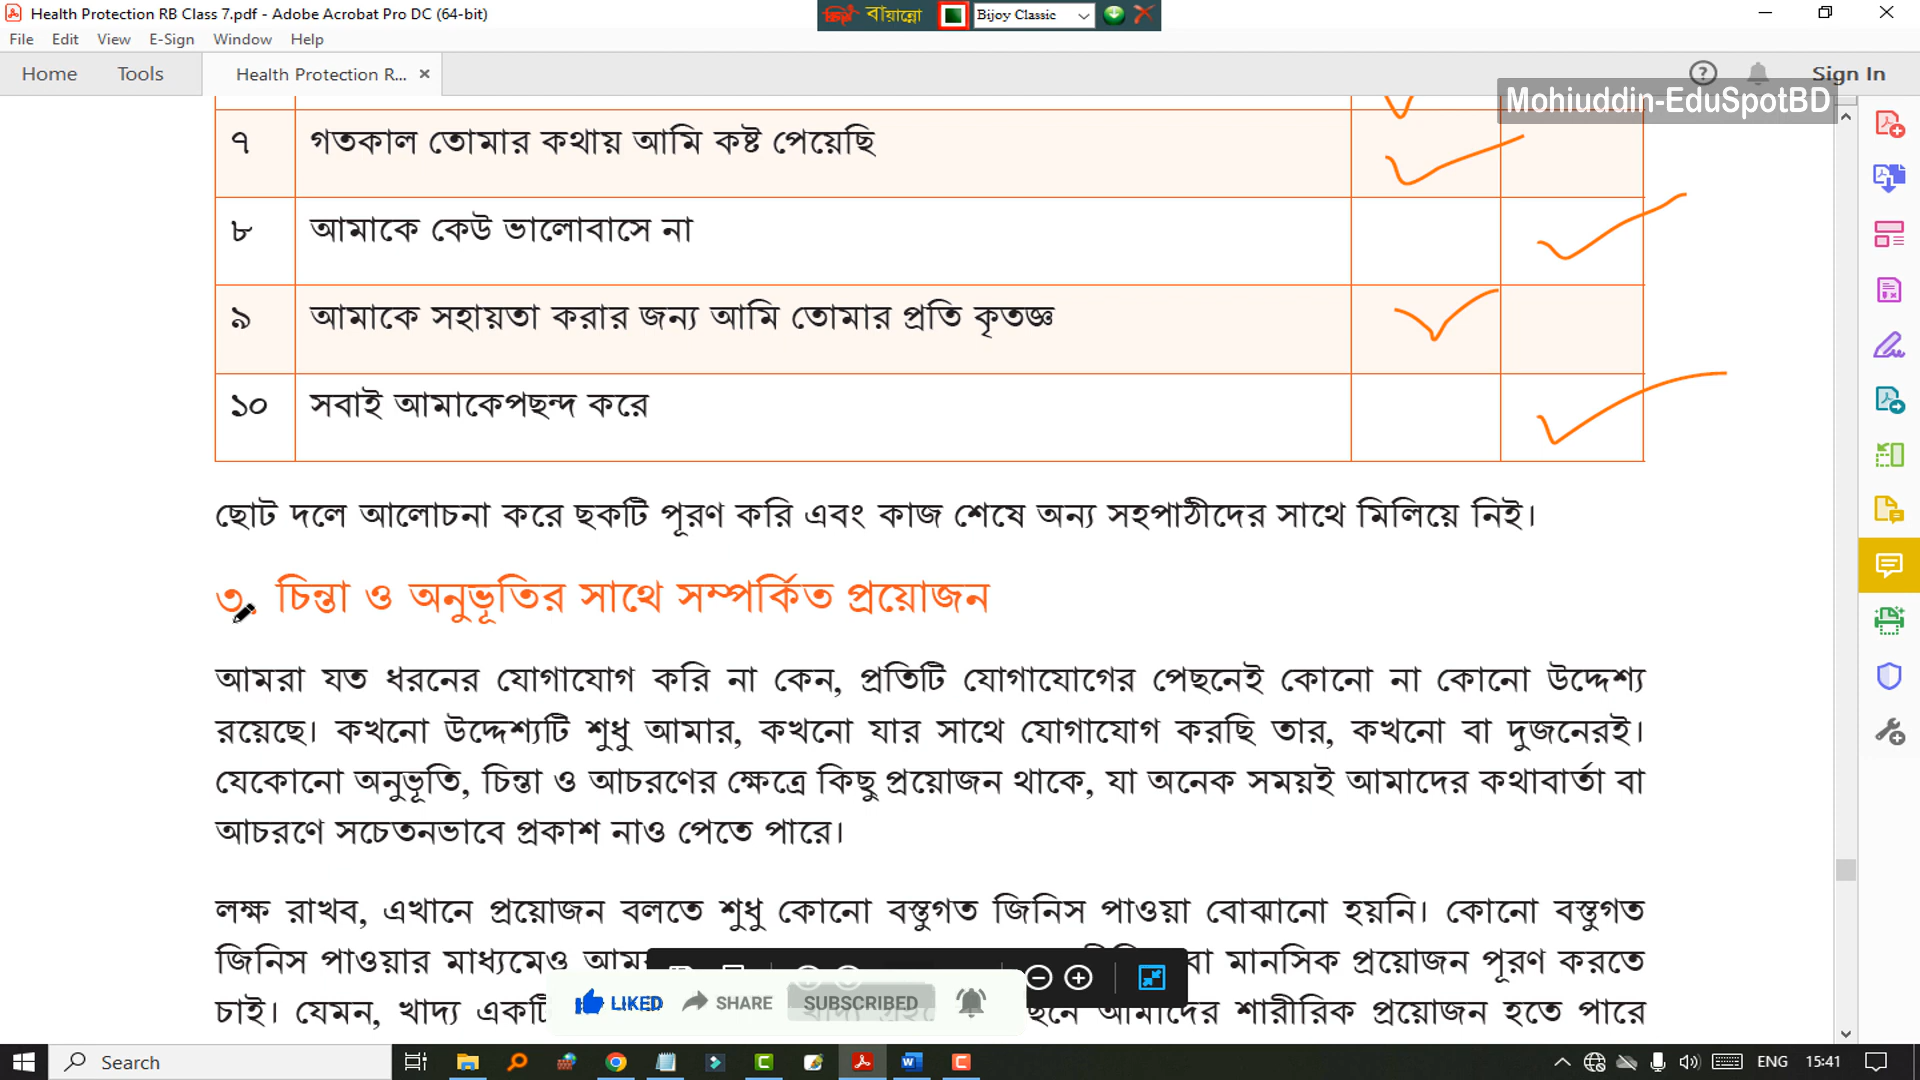 Health Protection RB Class 7.pdf - Adobe Acrobat Pro DC (64-bit)
বায়ান্নো
Bijoy Classic
File Edit View E-Sign Window Help
Home Tools Health Protection R... Sign In
Mohiuddin-EduSpotBD
৭ গতকাল তোমার কথায় আমি কষ্ট পেয়েছি
৮ আমাকে কেউ ভালোবাসে না
৯ আমাকে সহায়তা করার জন্য আমি তোমার প্রতি কৃতজ্ঞ
১০ সবাই আমাকেপছন্দ করে
ছোট দলে আলোচনা করে ছকটি পূরণ করি এবং কাজ শেষে অন্য সহপাঠীদের সাথে মিলিয়ে নিই।
৩. চিন্তা ও অনুভূতির সাথে সম্পর্কিত প্রয়োজন
আমরা যত ধরনের যোগাযোগ করি না কেন, প্রতিটি যোগাযোগের পেছনেই কোনো না কোনো উদ্দেশ্য
রয়েছে। কখনো উদ্দেশ্যটি শুধু আমার, কখনো যার সাথে যোগাযোগ করছি তার, কখনো বা দুজনেরই।
যেকোনো অনুভূতি, চিন্তা ও আচরণের ক্ষেত্রে কিছু প্রয়োজন থাকে, যা অনেক সময়ই আমাদের কথাবার্তা বা
আচরণে সচেতনভাবে প্রকাশ নাও পেতে পারে।
লক্ষ রাখব, এখানে প্রয়োজন বলতে শুধু কোনো বস্তুগত জিনিস পাওয়া বোঝানো হয়নি। কোনো বস্তুগত
জিনিস পাওয়ার মাধ্যমেও বা মানসিক প্রয়োজন পূরণ করতে
চাই। যেমন, খাদ্য একটি আমাদের শারীরিক প্রয়োজন হতে পারে
LIKED SHARE SUBSCRIBED
Search
ENG 15:41